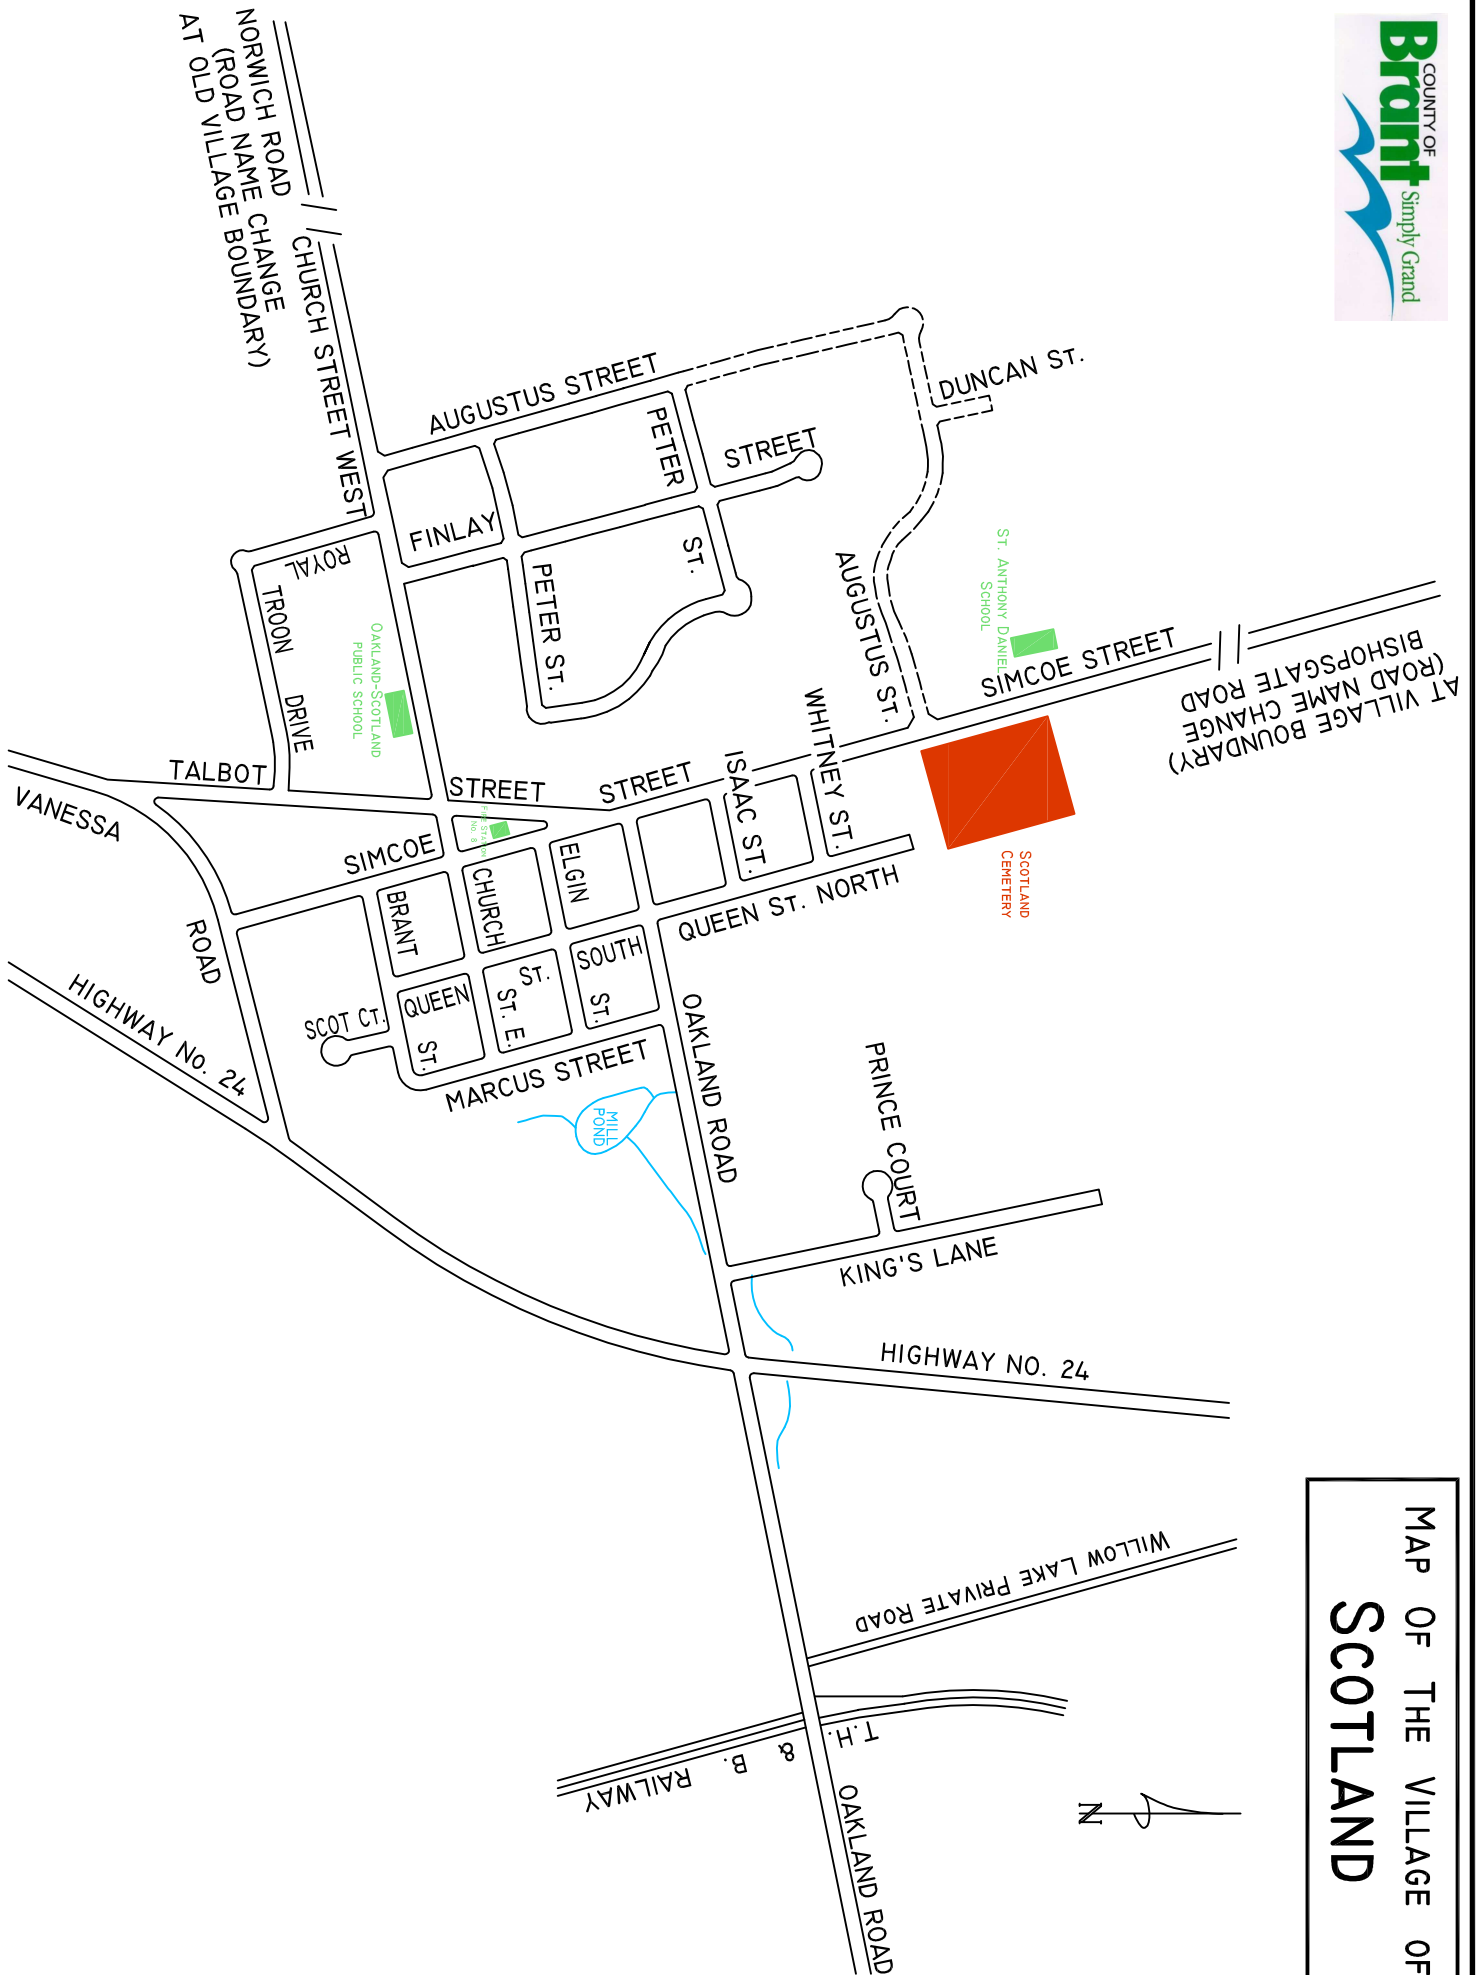 COUNTY OF
Brant Simply Grand
MAP OF THE VILLAGE OF
SCOTLAND
NORWICH ROAD
(ROAD NAME CHANGE
AT OLD VILLAGE BOUNDARY)
CHURCH STREET WEST
AUGUSTUS STREET
DUNCAN ST.
PETER
STREET
FINLAY
ST.
PETER ST.
AUGUSTUS ST.
ST. ANTHONY DANIEL
SCHOOL
SIMCOE STREET
BISHOPSGATE ROAD
(ROAD NAME CHANGE
AT VILLAGE BOUNDARY)
ROYAL
TROON DRIVE
OAKLAND-SCOTLAND
PUBLIC SCHOOL
WHITNEY ST.
ISAAC ST.
STREET
TALBOT
STREET
VANESSA
ROAD
SIMCOE
FIRE STATION
No. 8
ELGIN
CHURCH
BRANT
QUEEN ST. NORTH
SCOTLAND
CEMETERY
SOUTH
ST.
ST.
QUEEN
ST. E.
ST.
SCOT CT.
MARCUS STREET
HIGHWAY No. 24
OAKLAND ROAD
MILL
POND
PRINCE COURT
KING'S LANE
HIGHWAY NO. 24
WILLOW LAKE PRIVATE ROAD
T.H. & B. RAILWAY
OAKLAND ROAD
N